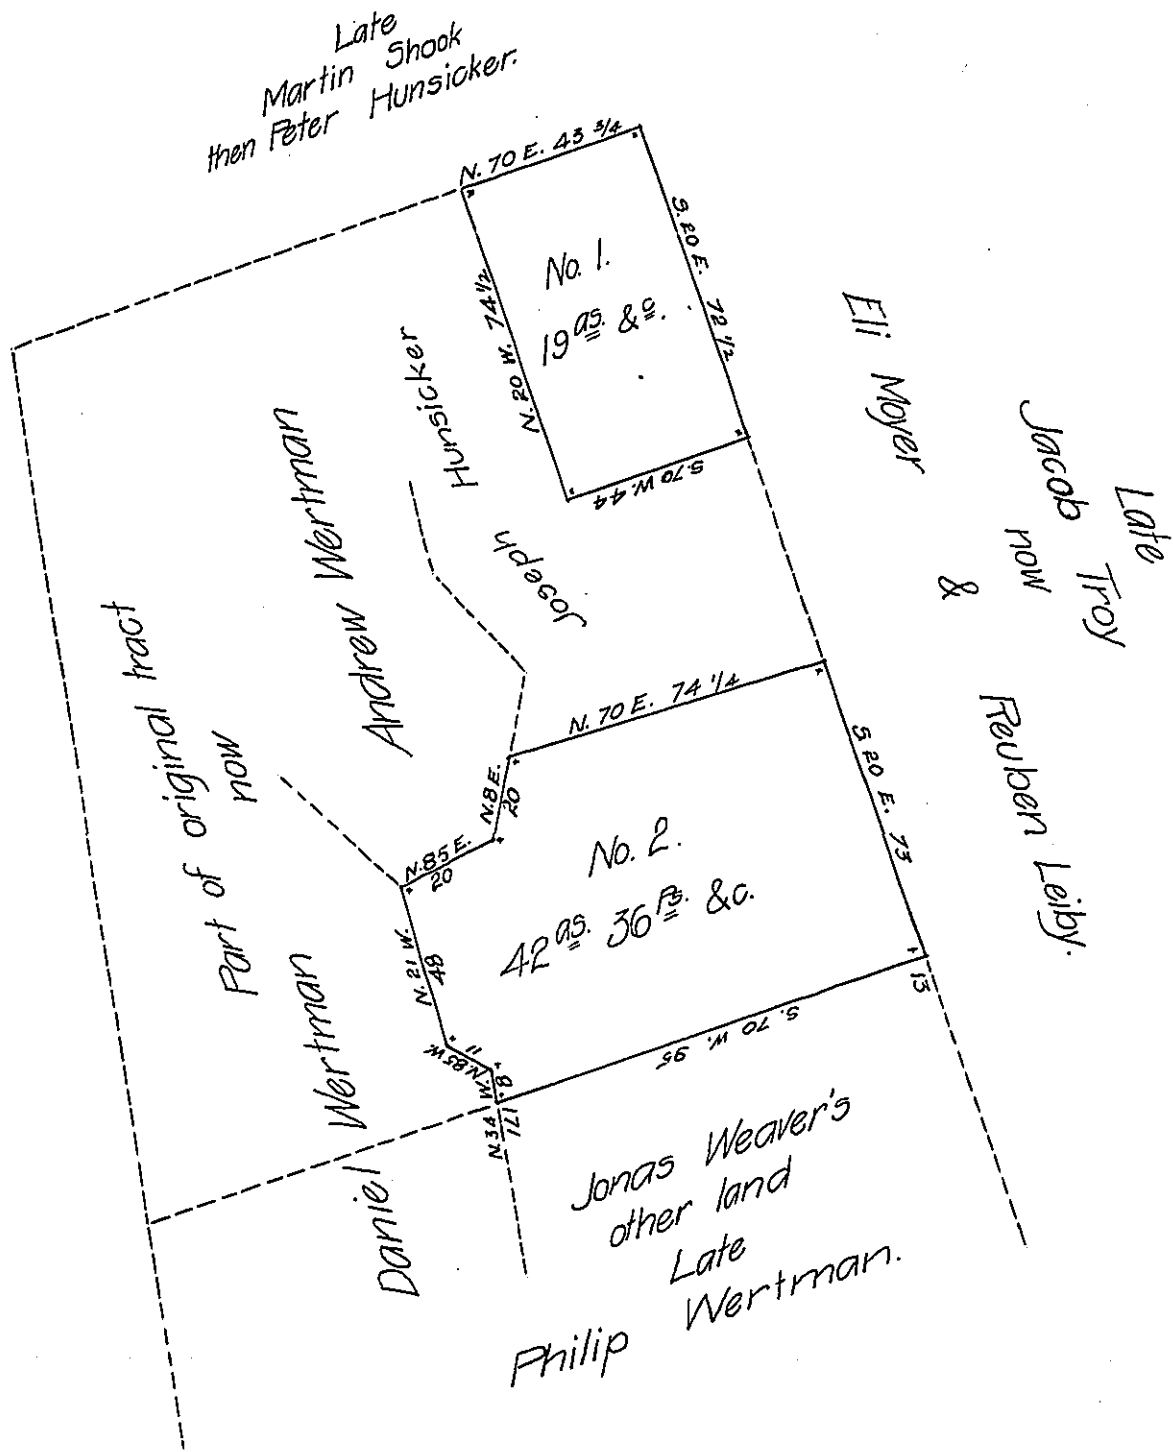 Late
Martin Shook
then Peter Hunsicker.
N. 70 E. 43 3/4
S. 20 E. 72 1/2
N. 20 W. 74 1/2
S. 70 W. 44
No. 1.
19 as. & c.
Joseph Hunsicker
Andrew Wertman
Part of original tract
now
Daniel Wertman
Late
Jacob Troy
now
Eli Moyer
&
Reuben Leiby.
N. 70 E. 74 1/4
S 20 E. 73
N. 8 E.
20
N. 85 E.
20
N. 21 W.
48
N. 85 W.
11
N. 34 W. 8.
171
S. 70 W. 95
13
No. 2.
42 as. 36 Ps. &c.
Jonas Weaver's
other land
Late
Philip Wertman.